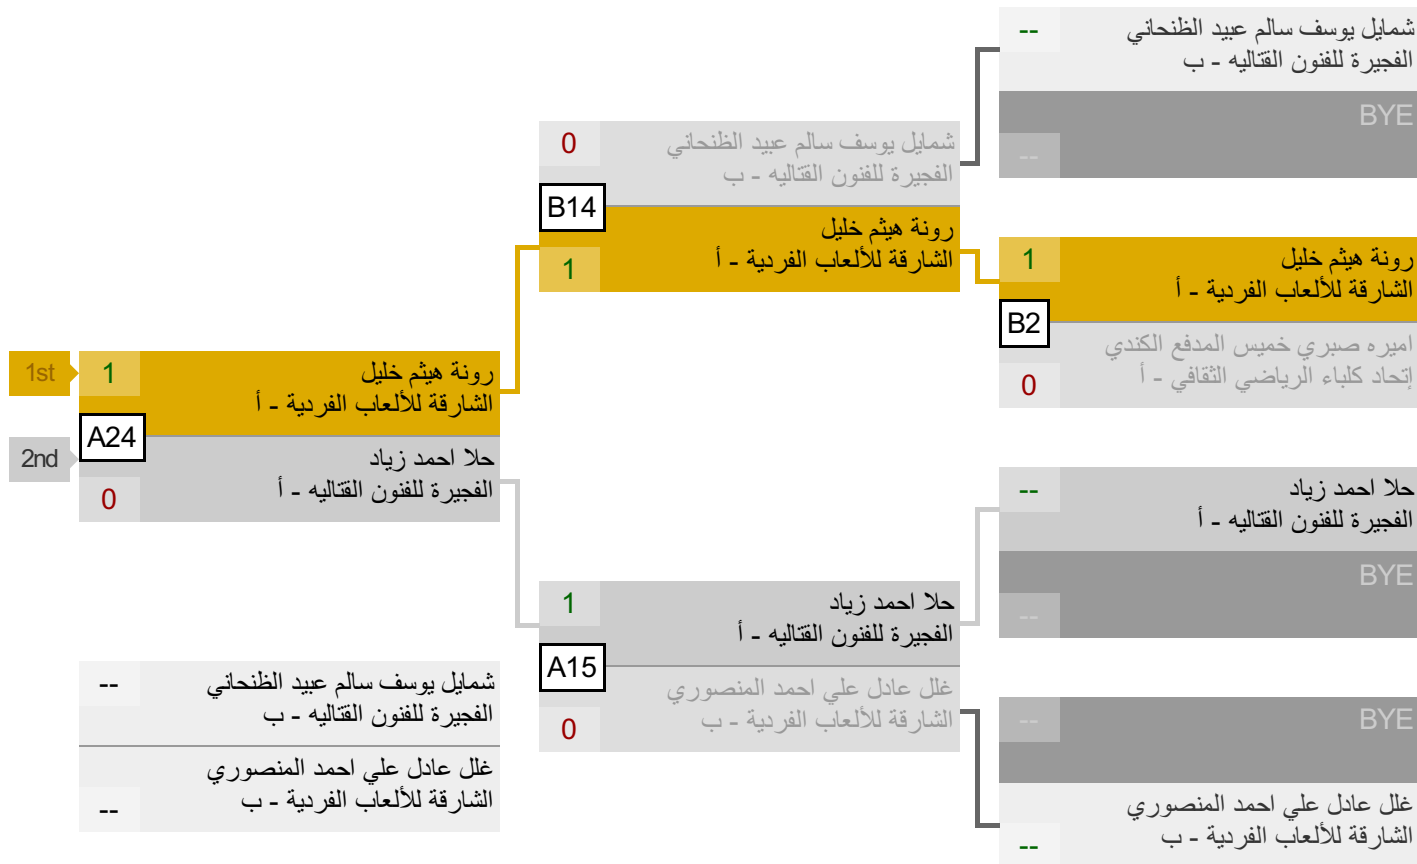 شمايل يوسف سالم عبيد الظنحاني
الفجيرة للفنون القتاليه - ب
--
BYE
--
رونة هيثم خليل
الشارقة للألعاب الفردية - أ
1
B2
اميره صبري خميس المدفع الكندي
إتحاد كلباء الرياضي الثقافي - أ
0
حلا احمد زياد
الفجيرة للفنون القتاليه - أ
--
BYE
--
BYE
--
غلل عادل علي احمد المنصوري
الشارقة للألعاب الفردية - ب
--
شمايل يوسف سالم عبيد الظنحاني
الفجيرة للفنون القتاليه - ب
0
B14
رونة هيثم خليل
الشارقة للألعاب الفردية - أ
1
حلا احمد زياد
الفجيرة للفنون القتاليه - أ
1
A15
غلل عادل علي احمد المنصوري
الشارقة للألعاب الفردية - ب
0
رونة هيثم خليل
الشارقة للألعاب الفردية - أ
1
1st
A24
حلا احمد زياد
الفجيرة للفنون القتاليه - أ
0
2nd
شمايل يوسف سالم عبيد الظنحاني
الفجيرة للفنون القتاليه - ب
--
غلل عادل علي احمد المنصوري
الشارقة للألعاب الفردية - ب
--